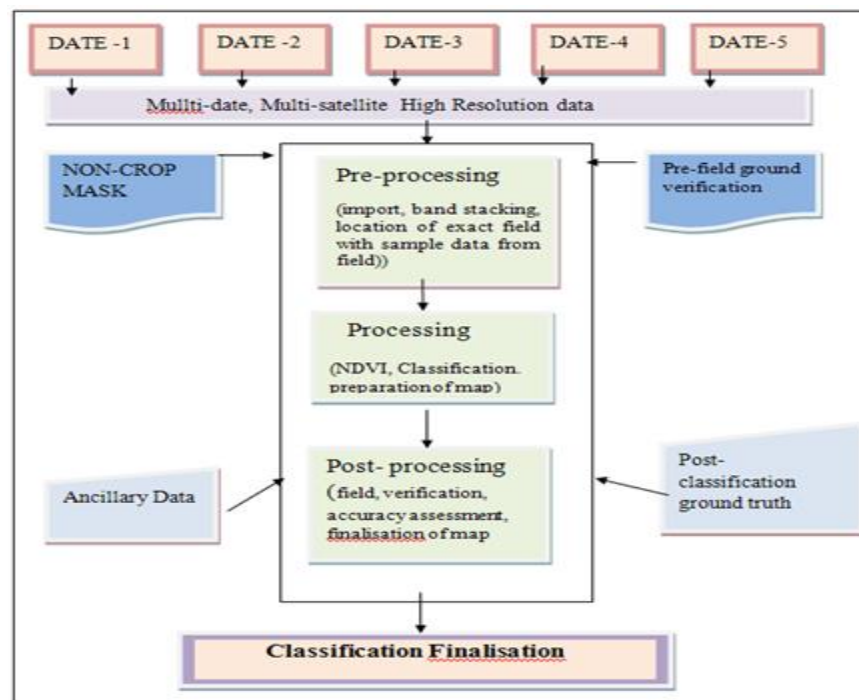 DATE -1
DATE -2
DATE-3
DATE-4
DATE-5
Mullti-date, Multi-satellite High Resolution data
NON-CROP
MASK
Pre-field ground
verification
Pre-processing
(import, band stacking,
location of exact field
with sample data from
field))
Processing
(NDVI, Classification.
preparation of map)
Post- processing
(field, verification,
accuracy assessment,
finalisation of map
Ancillary Data
Post-
classification
ground truth
Classification Finalisation